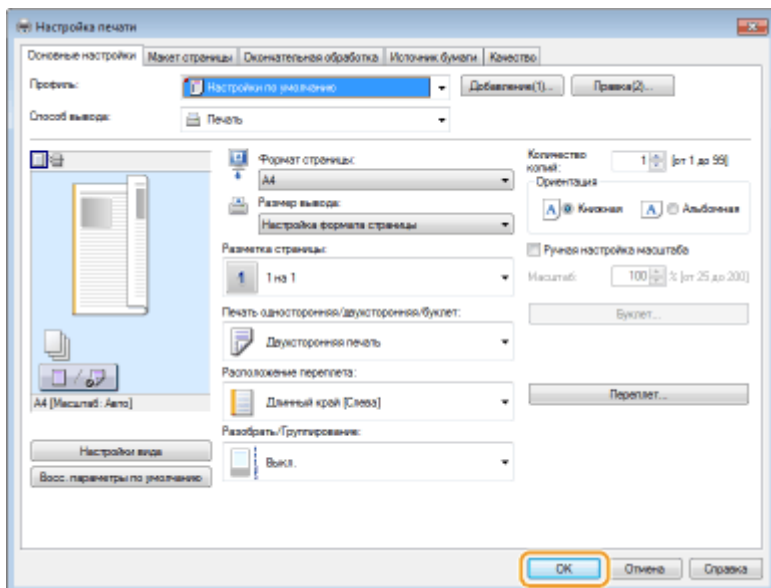 Настройка печати
Основные настройки Макет страницы Окончательная обработка Источник бумаги Качество
Профиль: Настройки по умолчанию Добавление(1)... Правка(2)...
Способ вывода: Печать
Формат страницы:
A4
Размер вывода:
Настройка формата страницы
Разметка страницы:
1 1 на 1
Печать односторонняя/двухсторонняя/буклет:
Двухсторонняя печать
Расположение переплета:
Длинный край [Слева]
Разобрать/Группирование:
Выкл.
Количество копий: 1 [от 1 до 99]
Ориентация
A Книжная A Альбомная
Ручная настройка масштаба
Масштаб: 100 % [от 25 до 200]
Буклет...
Переплет...
A4 [Масштаб: Авто]
Настройки вида
Восс. параметры по умолчанию
OK Отмена Справка